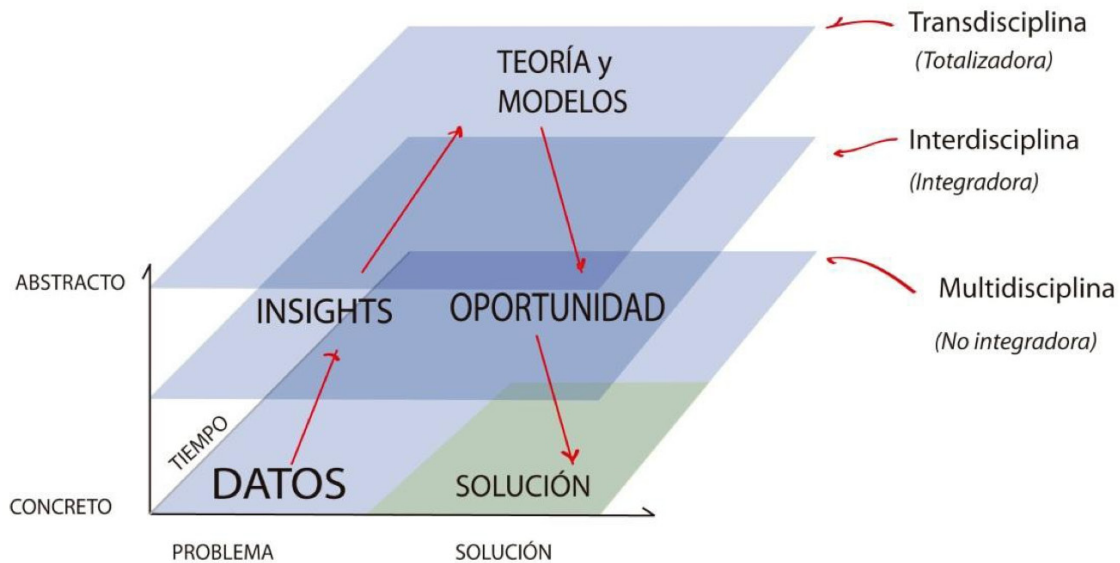 Transdisciplina
(Totalizadora)
TEORÍA y
MODELOS
Interdisciplina
(Integradora)
ABSTRACTO
INSIGHTS
OPORTUNIDAD
Multidisciplina
(No integradora)
TIEMPO
DATOS
SOLUCIÓN
CONCRETO
PROBLEMA
SOLUCIÓN